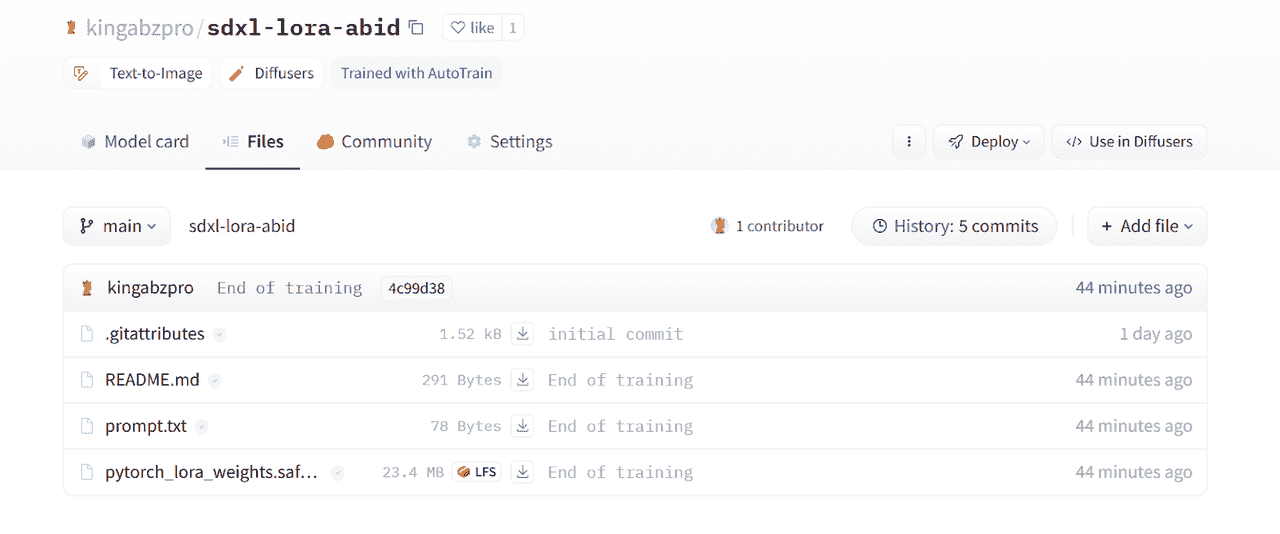 kingabzpro/sdxl-lora-abid like 1
Text-to-Image Diffusers Trained with AutoTrain
Model card Files Community Settings Deploy </> Use in Diffusers
main sdxl-lora-abid 1 contributor History: 5 commits + Add file
kingabzpro End of training 4c99d38 44 minutes ago
.gitattributes 1.52 kB initial commit 1 day ago
README.md 291 Bytes End of training 44 minutes ago
prompt.txt 78 Bytes End of training 44 minutes ago
pytorch_lora_weights.saf... 23.4 MB LFS End of training 44 minutes ago